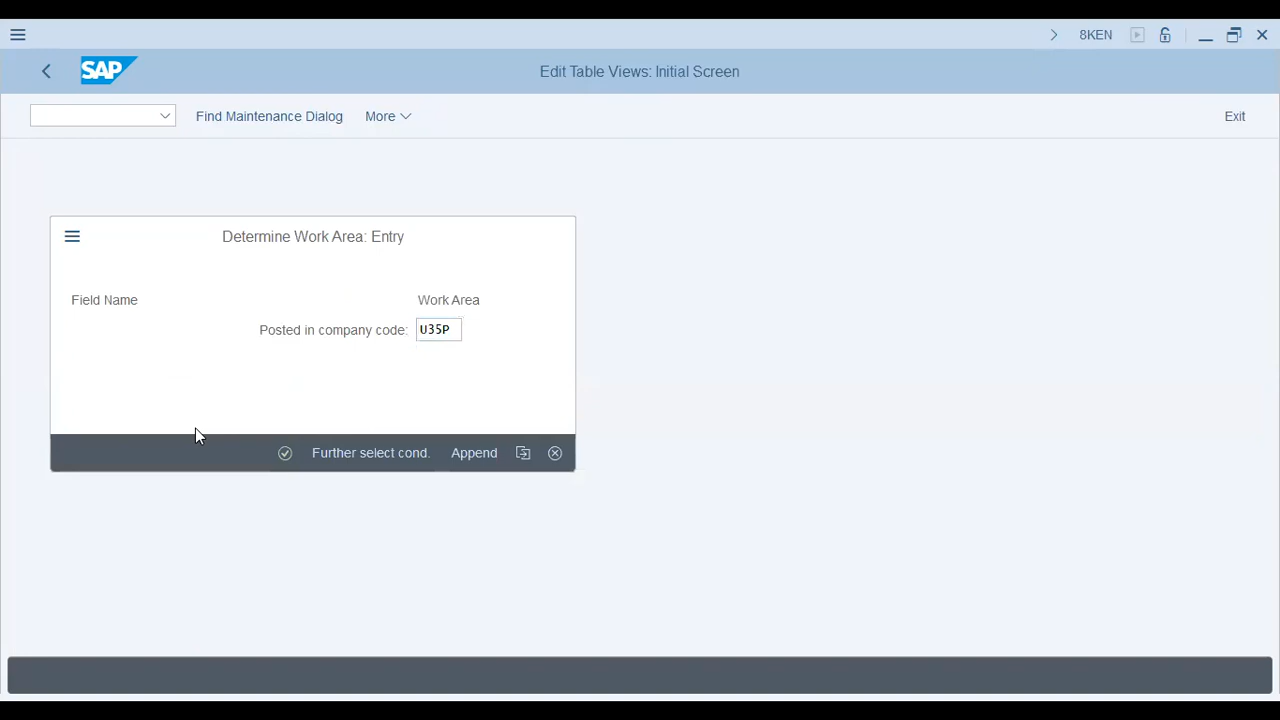 8KEN
SAP
Edit Table Views: Initial Screen
Find Maintenance Dialog
More
Exit
Determine Work Area: Entry
Field Name
Work Area
Posted in company code:
U35P
Further select cond.
Append